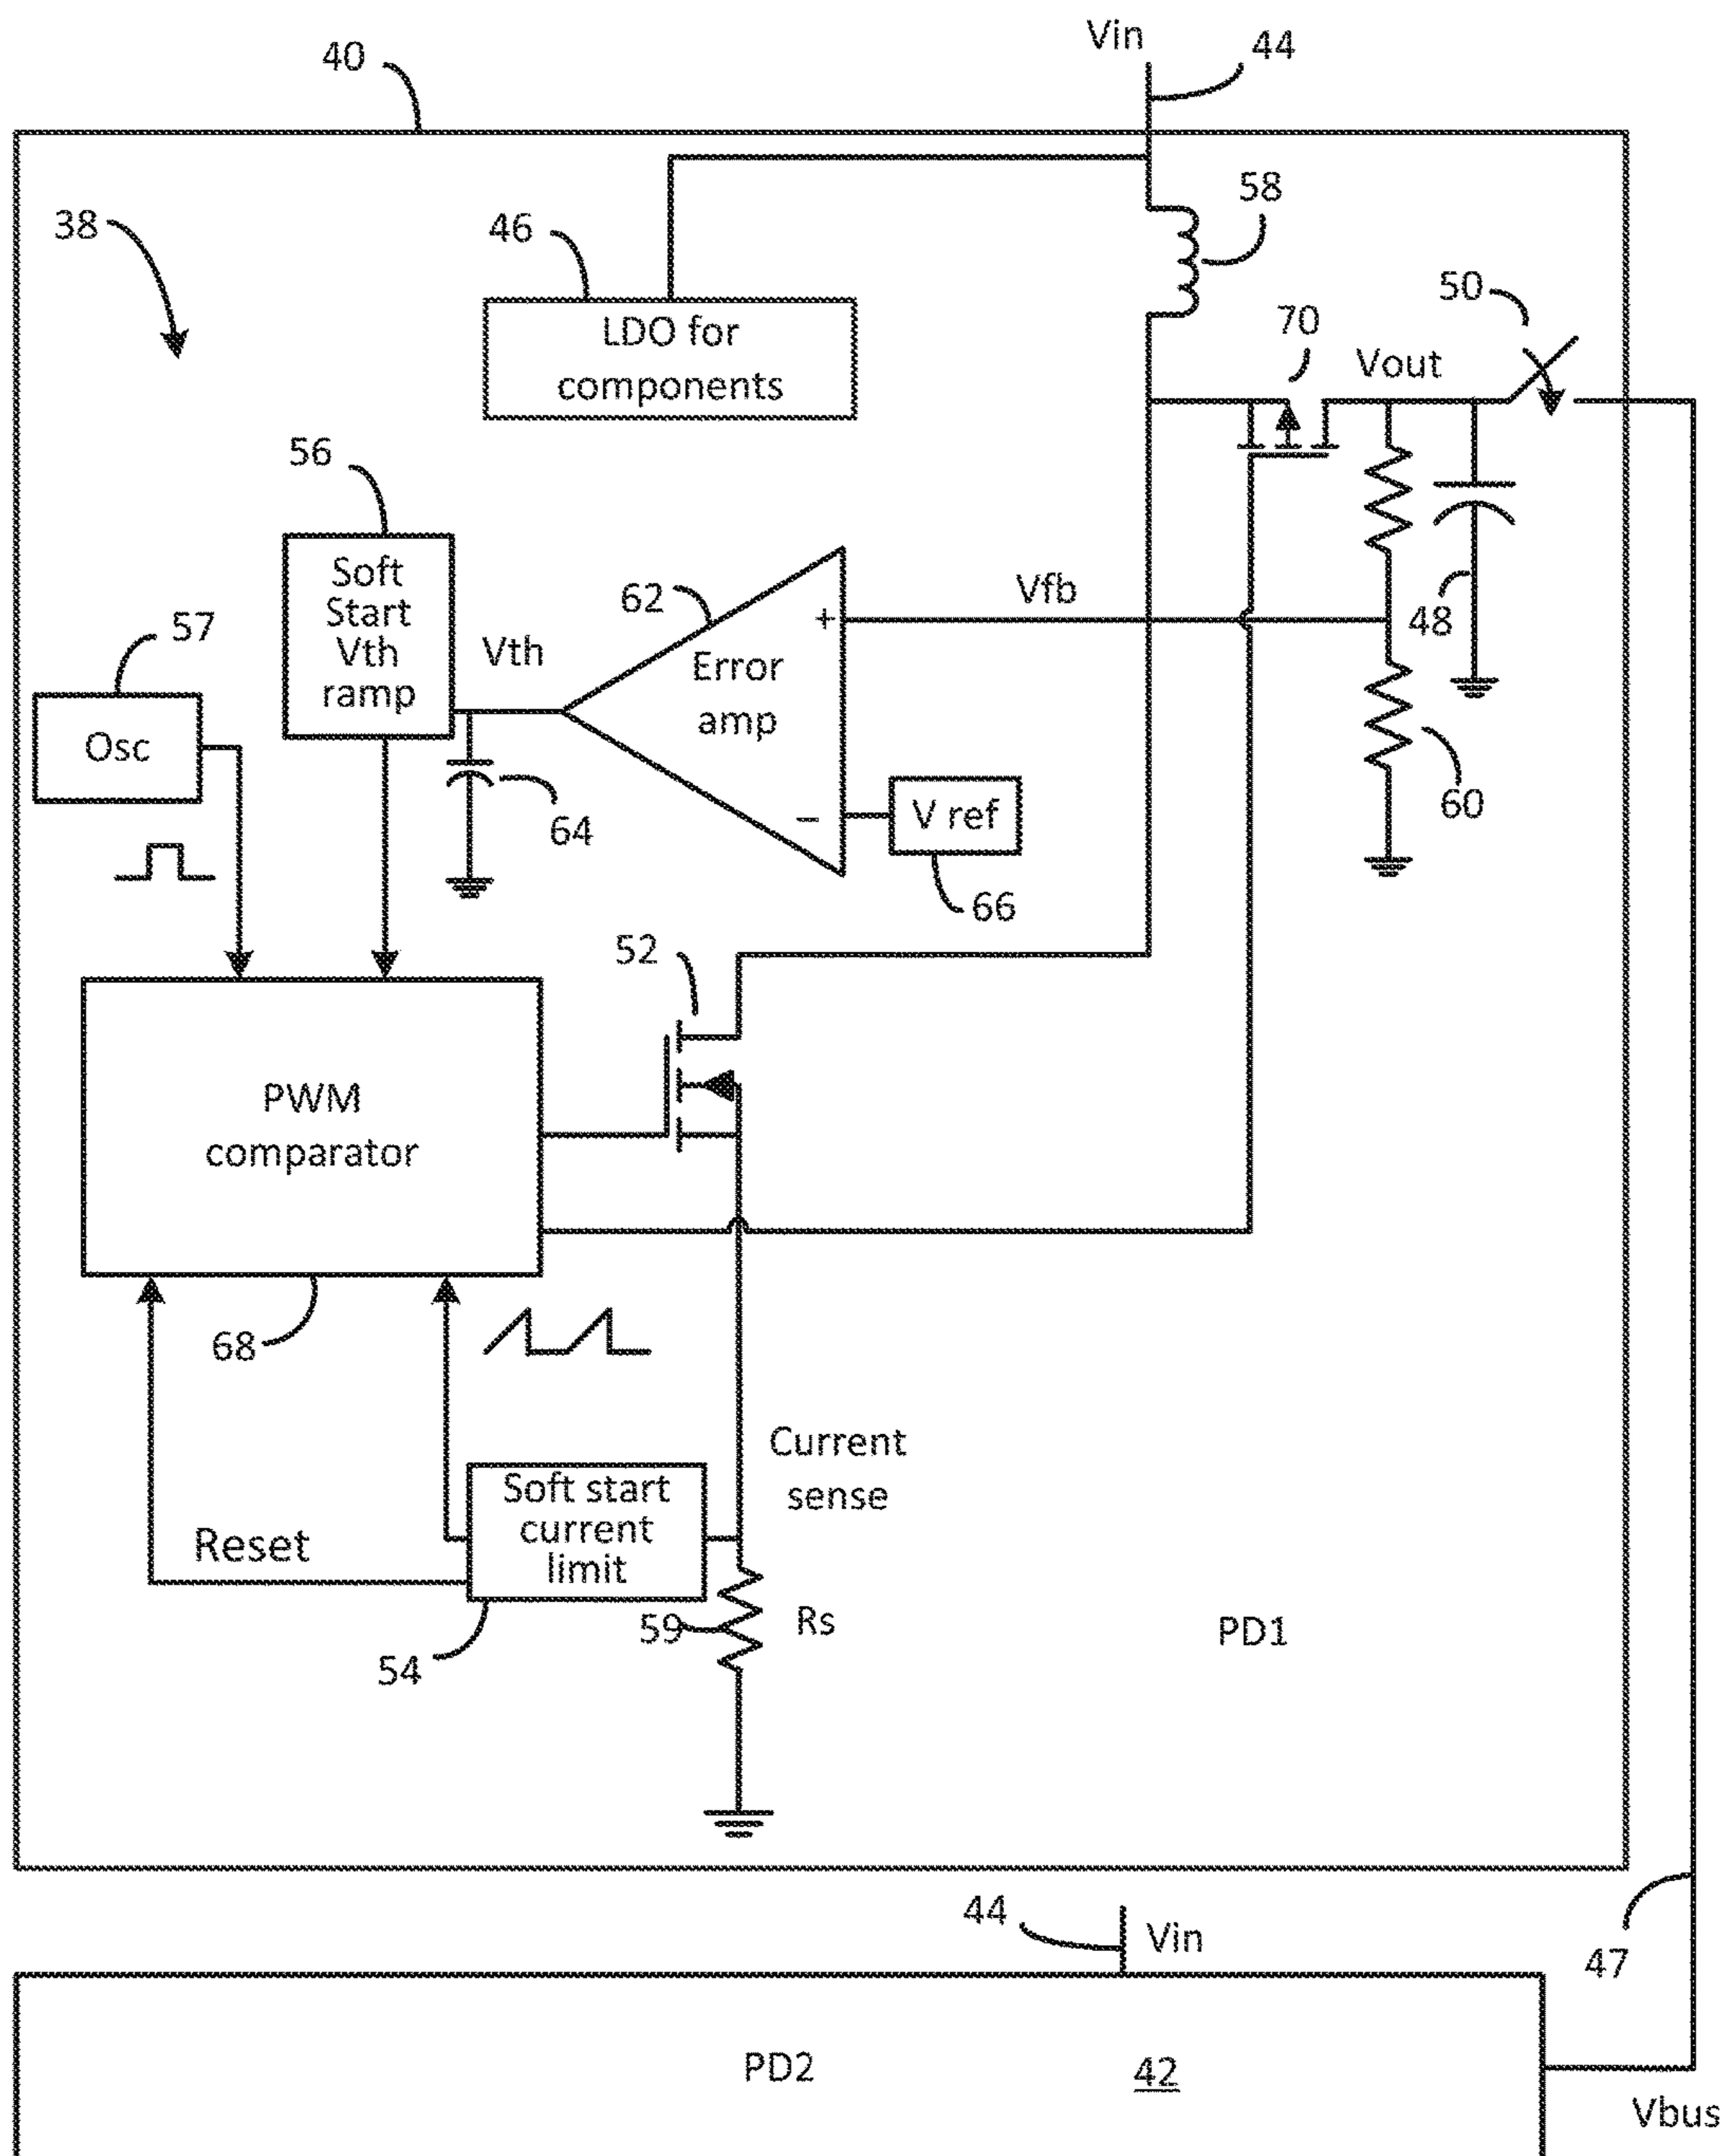 Vin
44
40
58
38
46
50
LDO for
components
70
Vout
56
Soft
Start
Vth
ramp
62
Vfb
+
48
57
Vth
Error
amp
Osc
64
−
V ref
60
66
52
PWM
comparator
68
Current
sense
Soft start
current
limit
Reset
59
Rs
PD1
54
44
Vin
47
PD2
42
Vbus